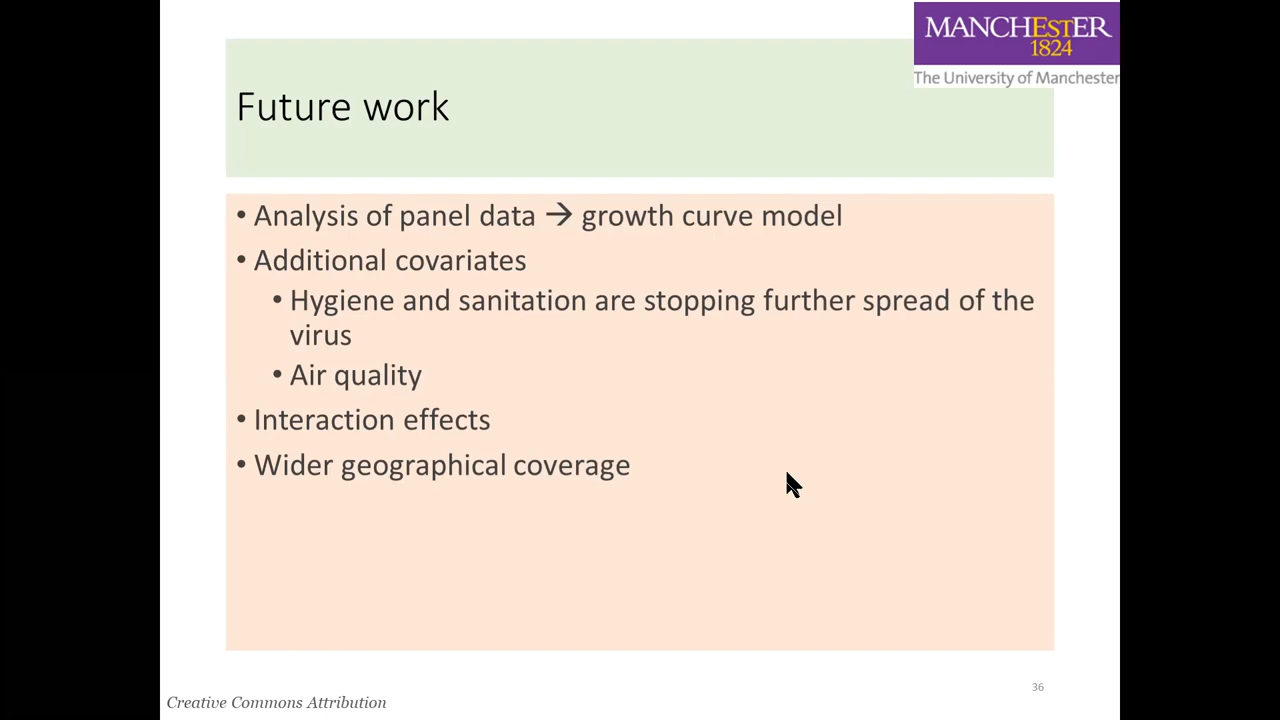 MANCHESTER
1824
The University of Manchester
Future work
• Analysis of panel data → growth curve model
• Additional covariates
• Hygiene and sanitation are stopping further spread of the
virus
• Air quality
• Interaction effects
• Wider geographical coverage
36
Creative Commons Attribution